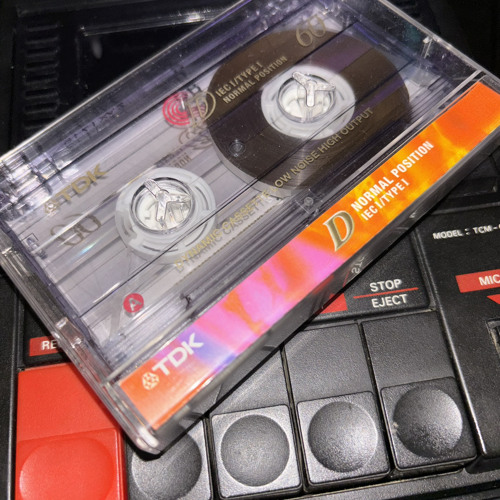 60
IEC I/TYPE I
NORMAL POSITION
TDK
DYNAMIC CASSETTE LOW NOISE HIGH OUTPUT
A
D
NORMAL POSITION
IEC I/TYPE I
TDK
MODEL: TCM-
STOP
EJECT
MIC
RE